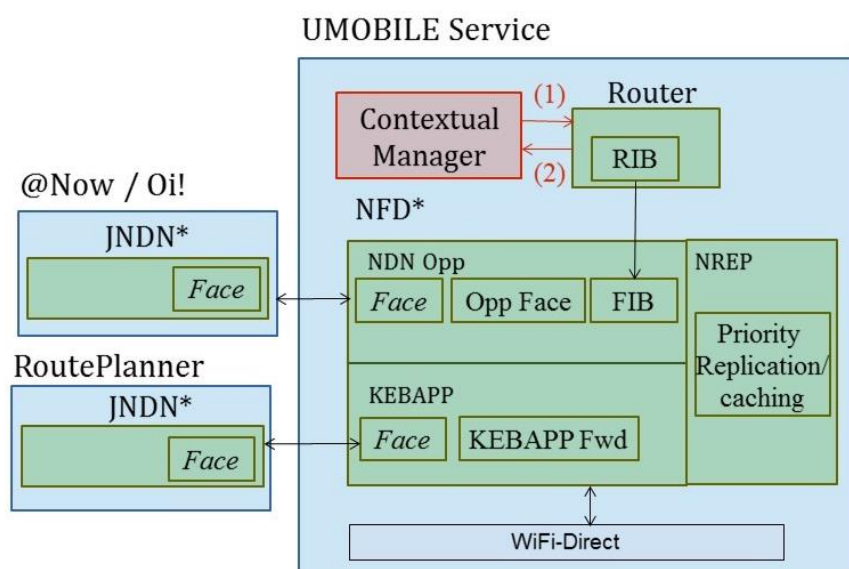 UMOBILE Service
Contextual
Manager
(1)
(2)
Router
RIB
@Now / Oi!
JNDN*
Face
NFD*
NDN Opp
Face
Opp Face
FIB
NREP
Priority
Replication/
caching
RoutePlanner
JNDN*
Face
KEBAPP
Face
KEBAPP Fwd
WiFi-Direct